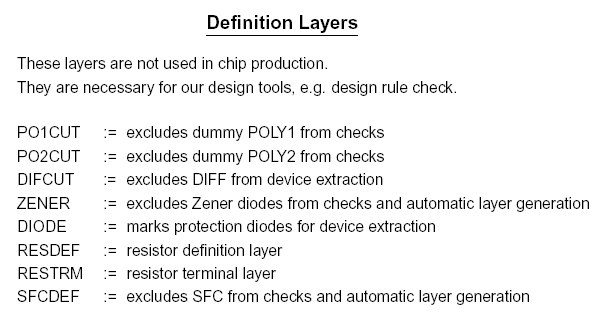 Definition Layers
These layers are not used in chip production.
They are necessary for our design tools, e.g. design rule check.
PO1CUT := excludes dummy POLY1 from checks
PO2CUT := excludes dummy POLY2 from checks
DIFCUT := excludes DIFF from device extraction
ZENER := excludes Zener diodes from checks and automatic layer generation
DIODE := marks protection diodes for device extraction
RESDEF := resistor definition layer
RESTRM := resistor terminal layer
SFCDEF := excludes SFC from checks and automatic layer generation